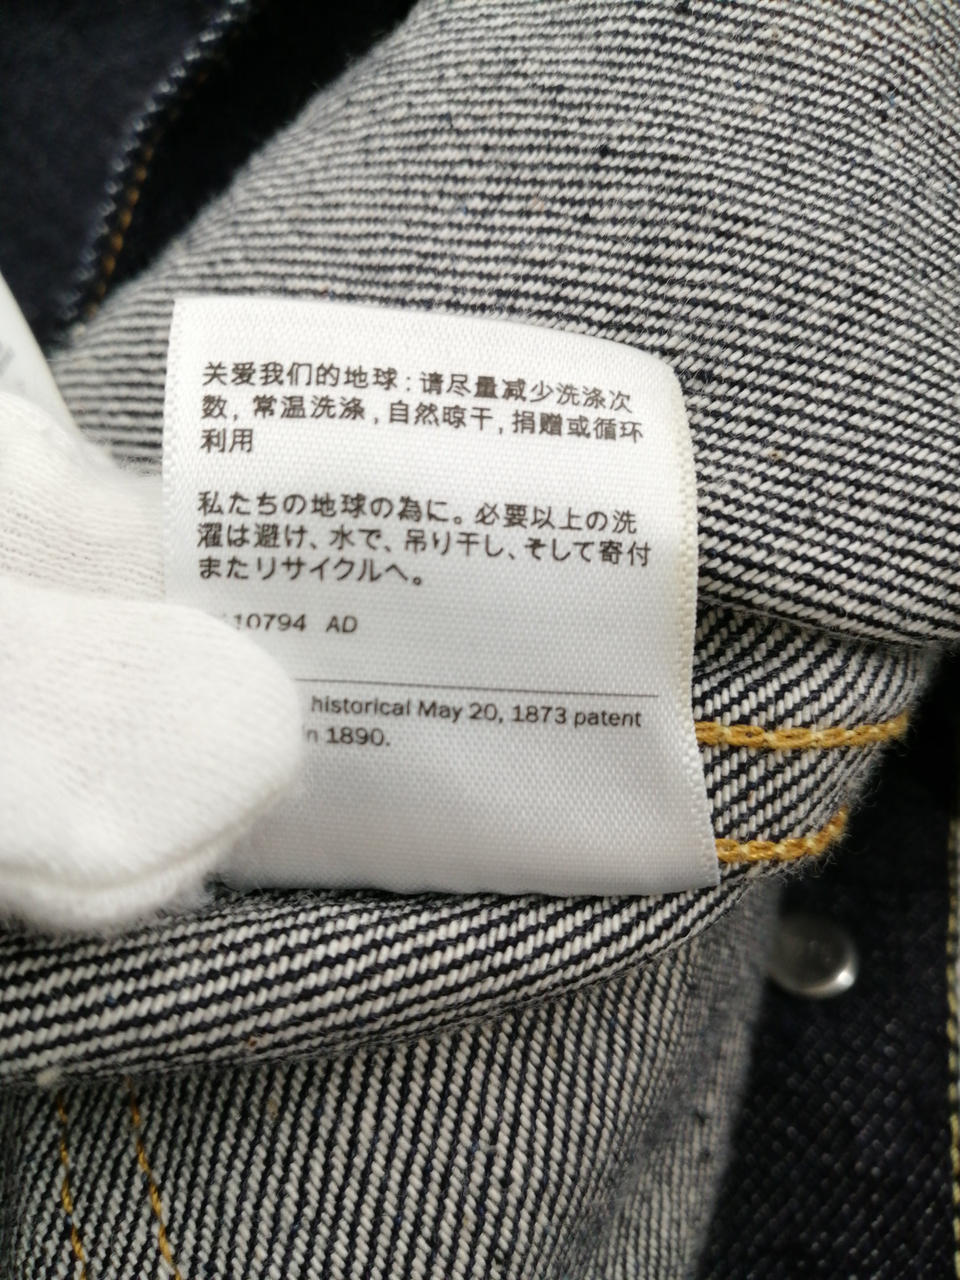 关爱我们的地球：请尽量减少洗涤次
数，常温洗涤，自然晾干，捐赠或循环
利用
私たちの地球の為に。必要以上の洗
濯は避け、水で、吊り干し、そして寄付
またリサイクルへ。
10794 AD
historical May 20, 1873 patent
in 1890.